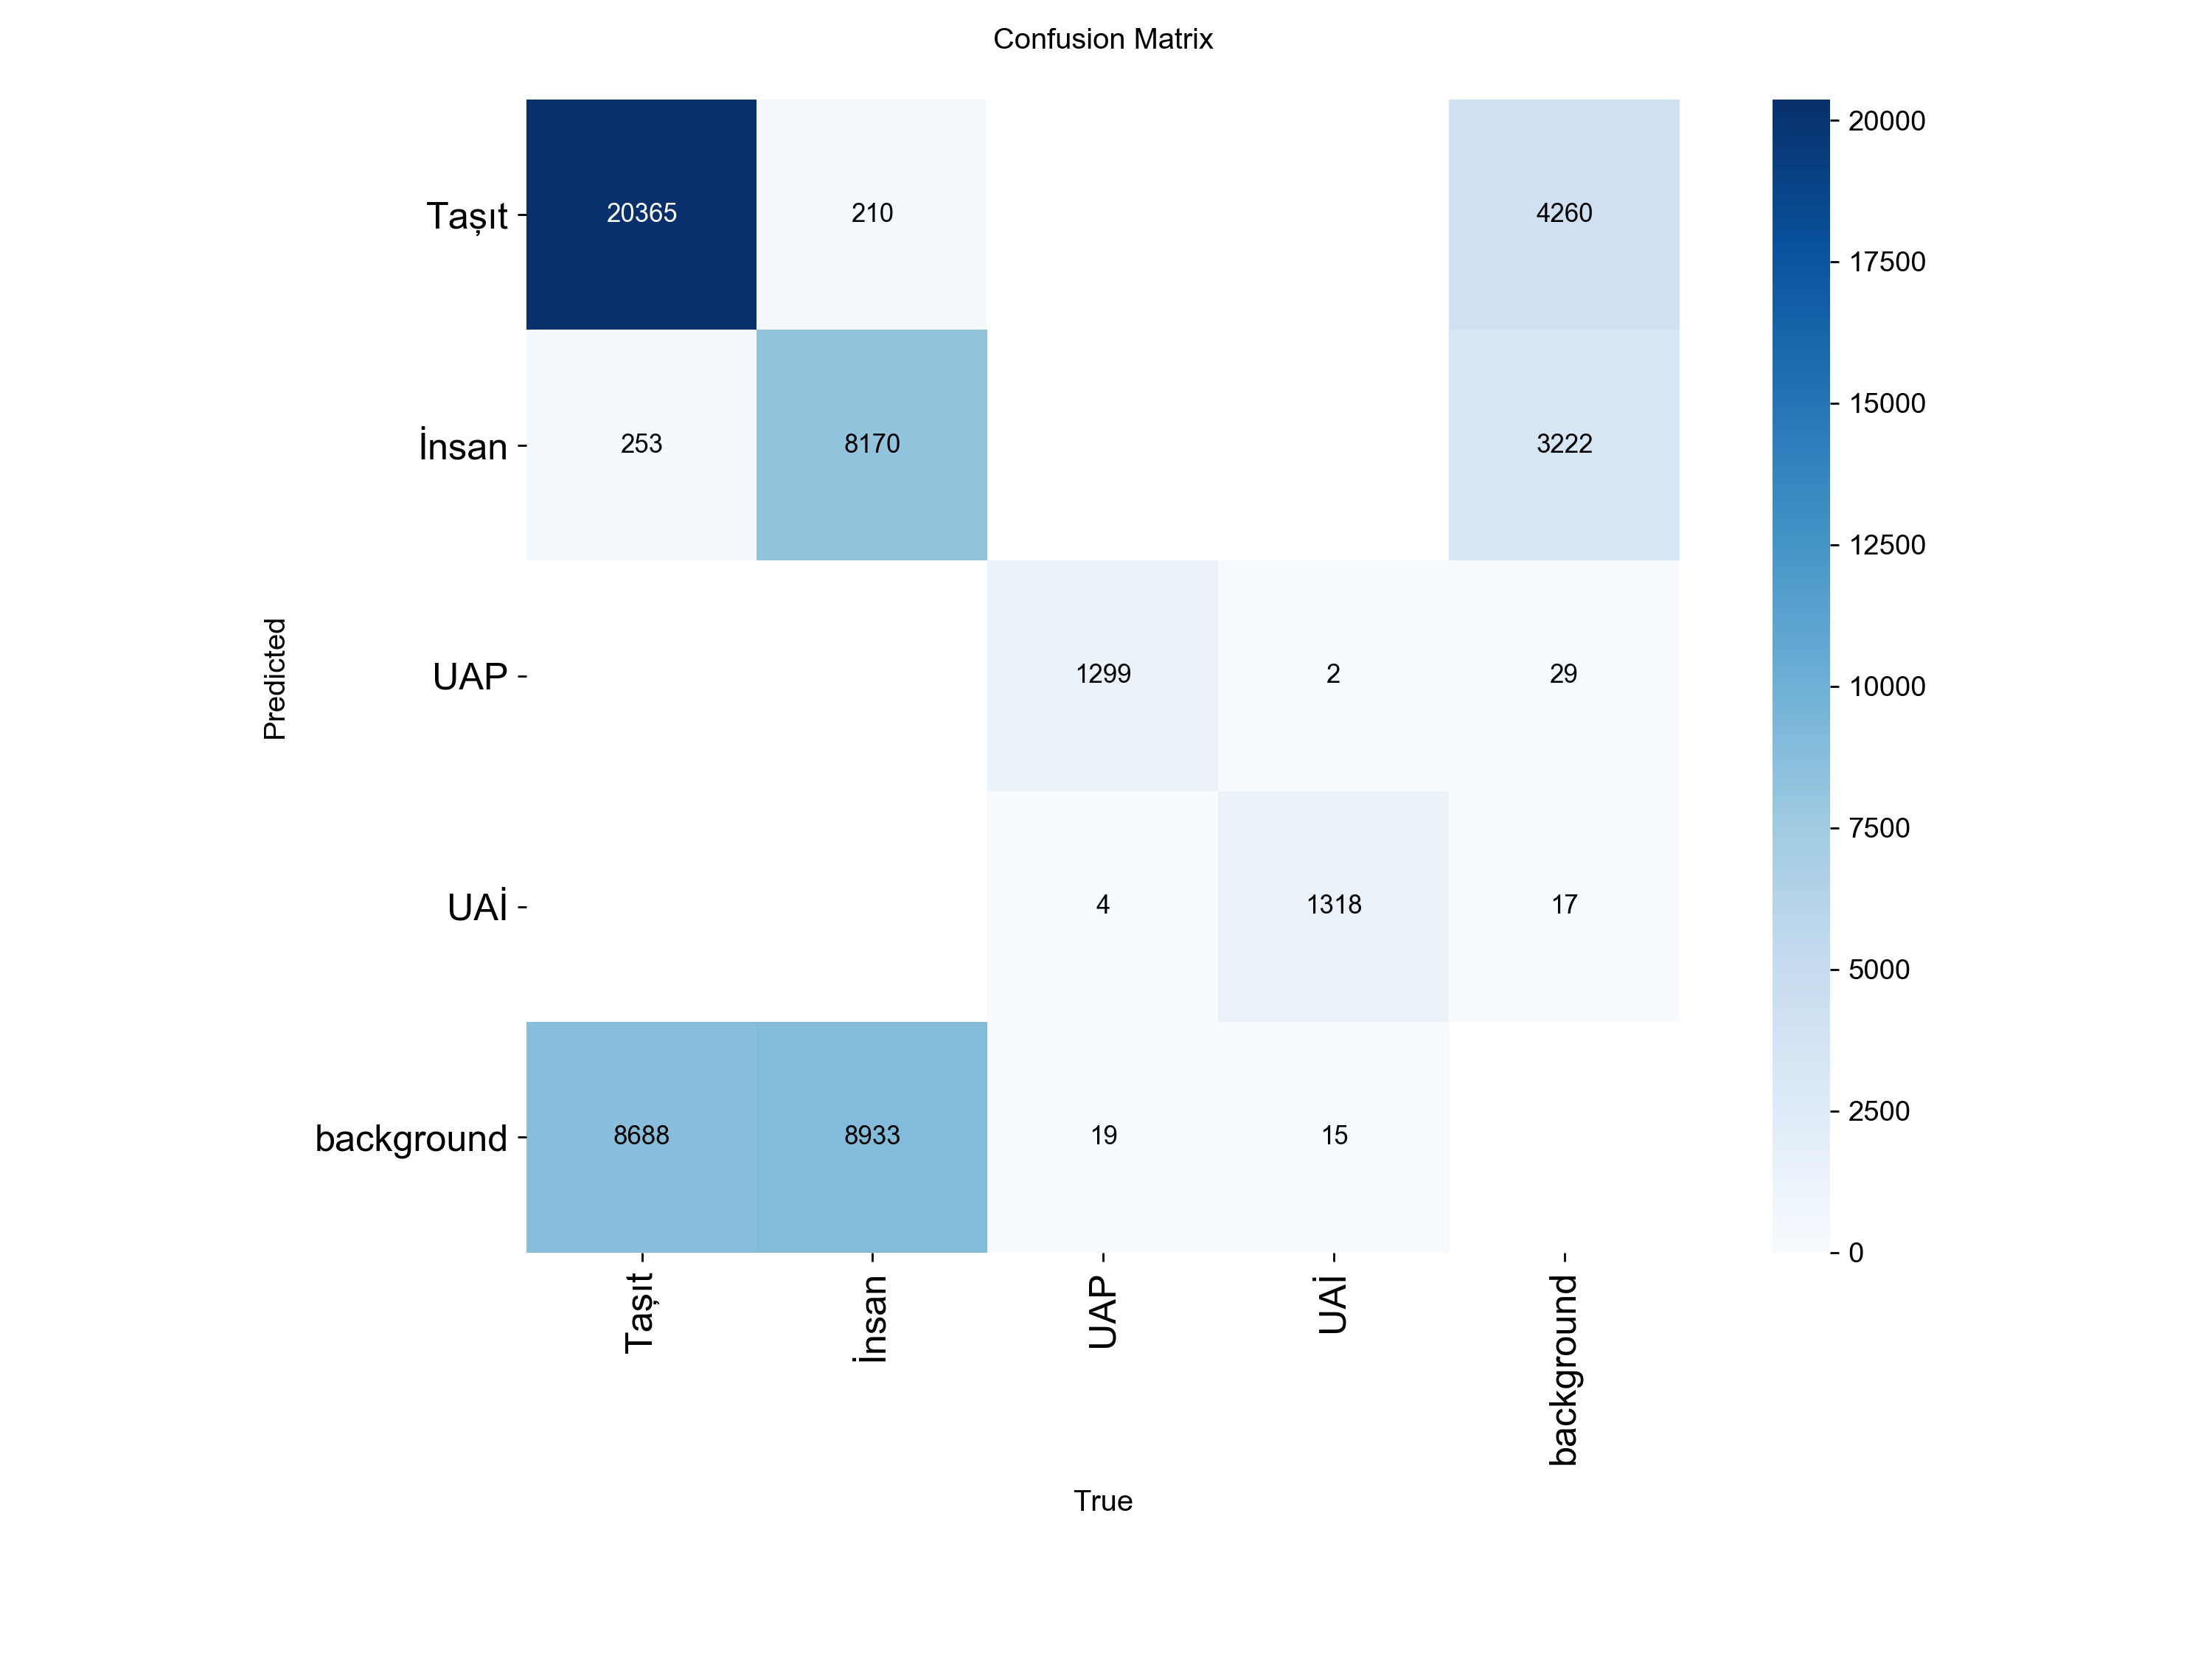 Confusion Matrix
Taşıt 20365 210 4260
İnsan 253 8170 3222
UAP 1299 2 29
UAİ 4 1318 17
background 8688 8933 19 15
Taşıt İnsan UAP UAİ background
Predicted
True
20000
17500
15000
12500
10000
7500
5000
2500
0